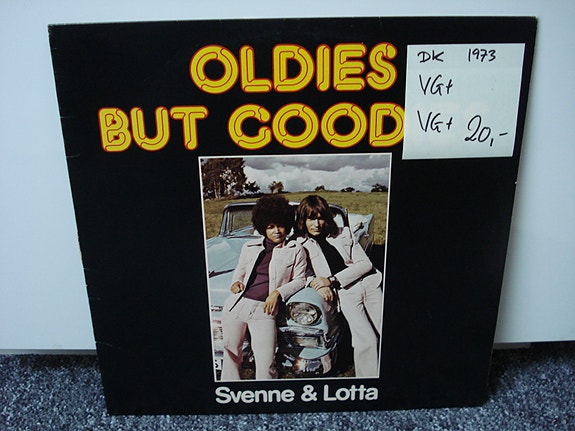 OLDIES
BUT GOOD
DK 1973
VG+
VG+ 20,-
Svenne & Lotta